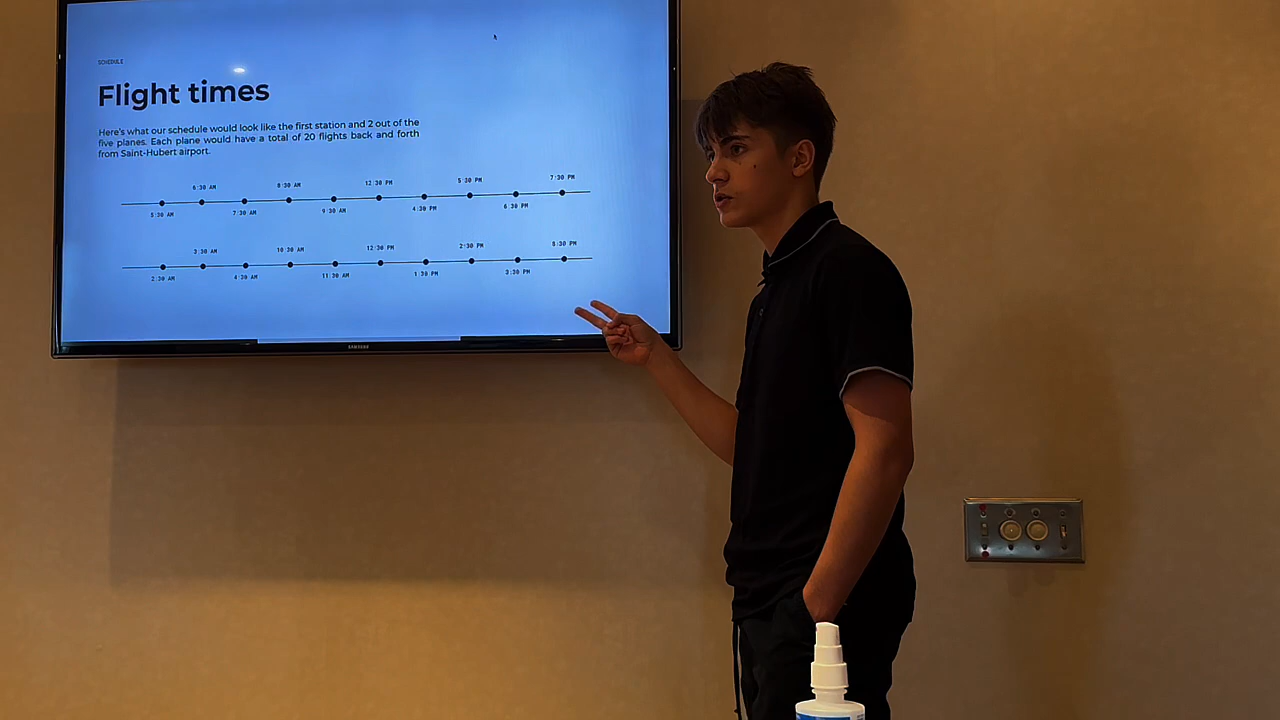 SCHEDULE
Flight times
Here's what our schedule would look like the first station and 2 out of the
five planes. Each plane would have a total of 20 flights back and forth
from Saint-Hubert airport.
6:30 AM 8:30 AM 12:30 PM 5:30 PM 7:30 PM
5:30 AM 7:30 AM 9:30 AM 4:30 PM 6:30 PM
3:30 AM 10:30 AM 12:30 PM 2:30 PM 8:30 PM
2:30 AM 4:30 AM 11:30 AM 1:30 PM 3:30 PM
SAMSUNG